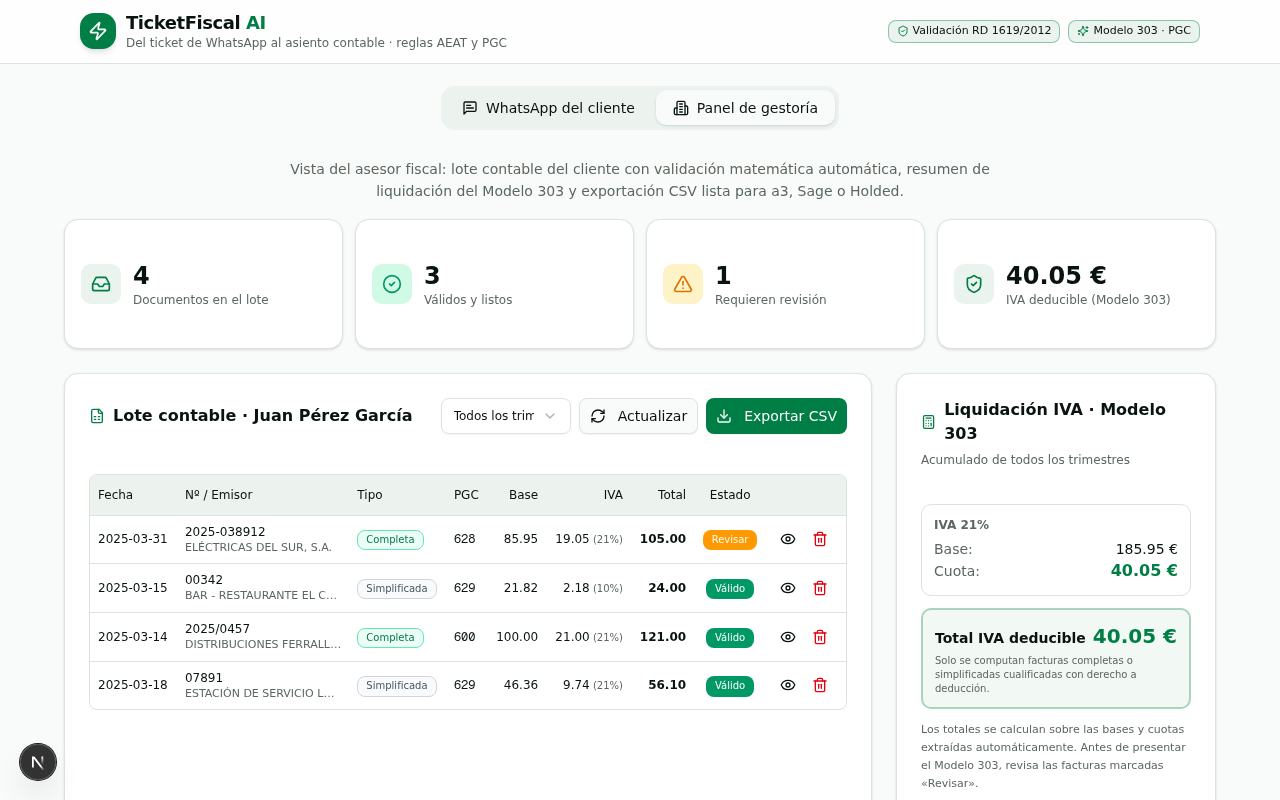 TicketFiscal AI
Del ticket de WhatsApp al asiento contable · reglas AEAT y PGC
Validación RD 1619/2012
Modelo 303 · PGC
WhatsApp del cliente
Panel de gestoría
Vista del asesor fiscal: lote contable del cliente con validación matemática automática, resumen de
liquidación del Modelo 303 y exportación CSV lista para a3, Sage o Holded.
4
Documentos en el lote
3
Válidos y listos
1
Requieren revisión
40.05 €
IVA deducible (Modelo 303)
Lote contable · Juan Pérez García
Todos los trim
Actualizar
Exportar CSV
Fecha Nº / Emisor Tipo PGC Base IVA Total Estado
2025-03-31 2025-038912 Completa 628 85.95 19.05 (21%) 105.00 Revisar
ELÉCTRICAS DEL SUR, S.A.
2025-03-15 00342 Simplificada 629 21.82 2.18 (10%) 24.00 Válido
BAR - RESTAURANTE EL C...
2025-03-14 2025/0457 Completa 600 100.00 21.00 (21%) 121.00 Válido
DISTRIBUCIONES FERRALL...
2025-03-18 07891 Simplificada 629 46.36 9.74 (21%) 56.10 Válido
ESTACIÓN DE SERVICIO L...
Liquidación IVA · Modelo
303
Acumulado de todos los trimestres
IVA 21%
Base: 185.95 €
Cuota: 40.05 €
Total IVA deducible 40.05 €
Solo se computan facturas completas o
simplificadas cualificadas con derecho a
deducción.
Los totales se calculan sobre las bases y cuotas
extraídas automáticamente. Antes de presentar
el Modelo 303, revisa las facturas marcadas
«Revisar».
N